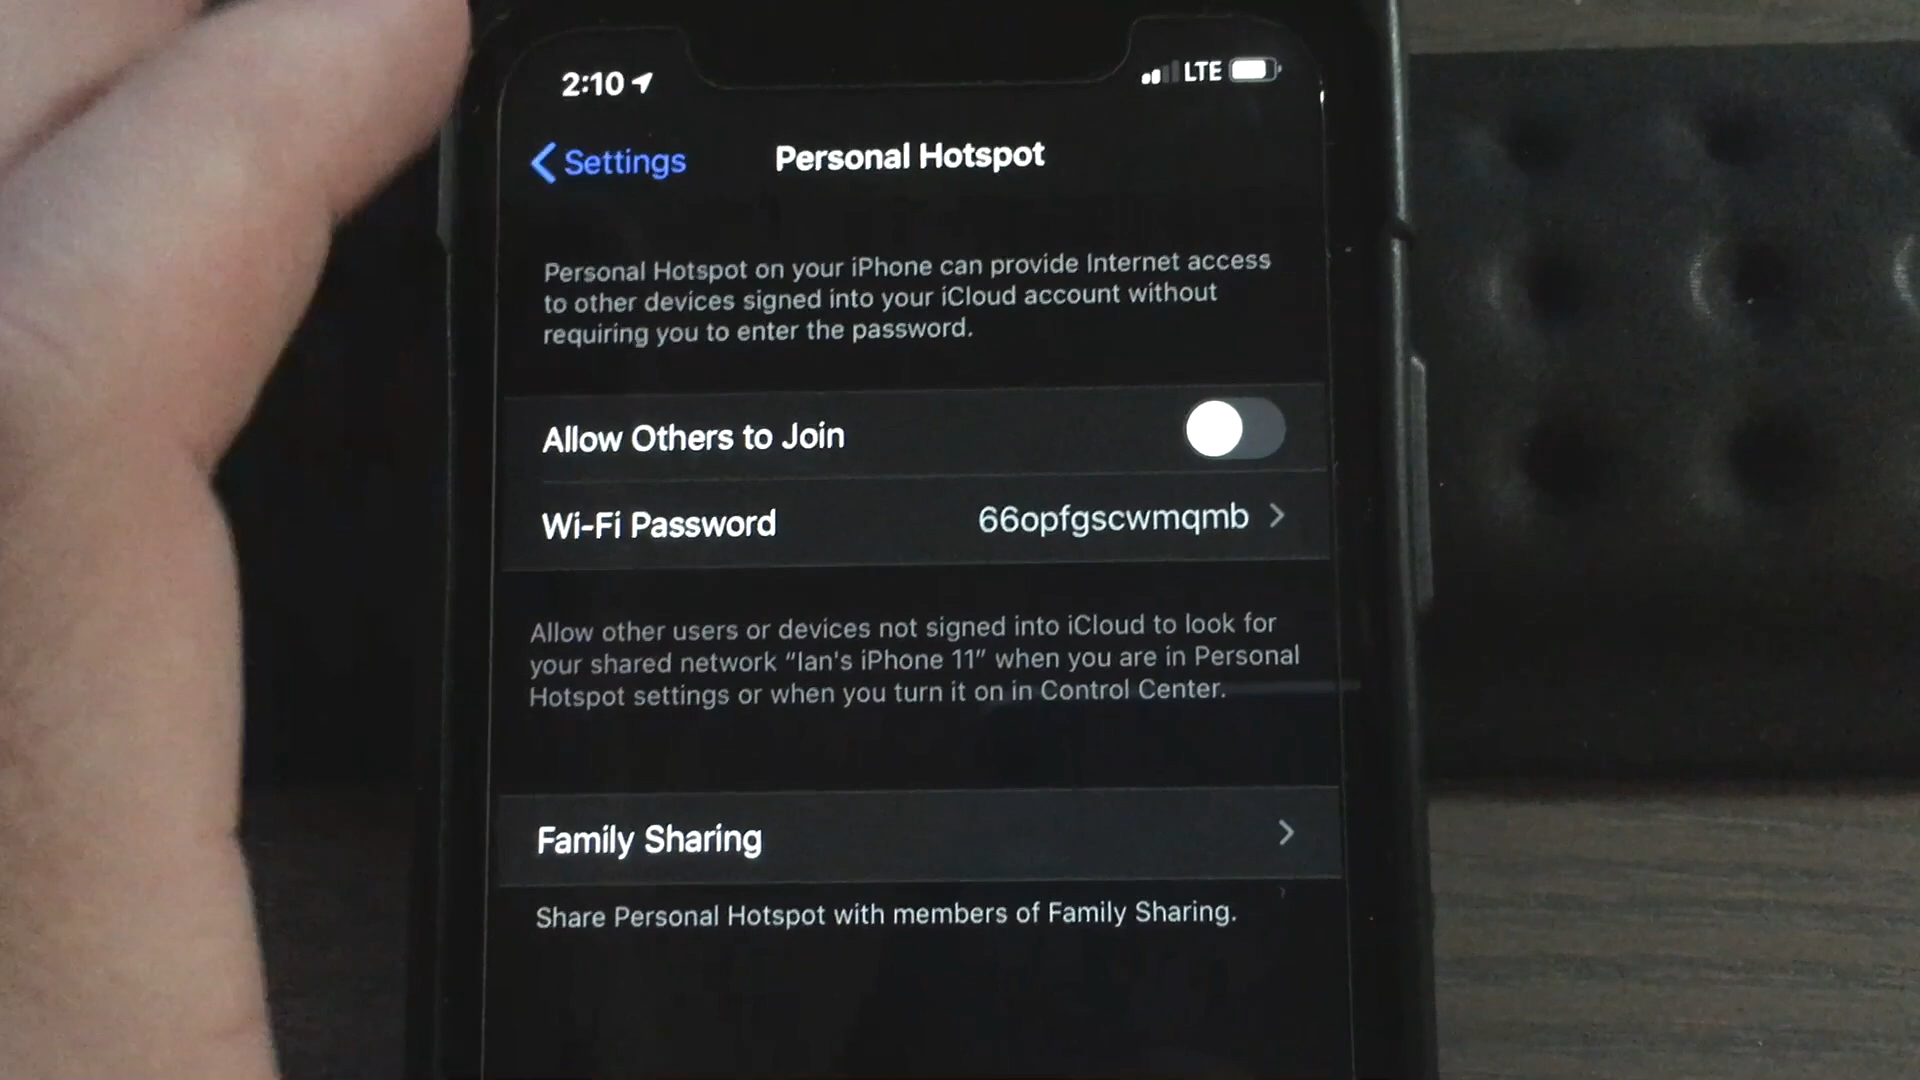 2:10
LTE
Settings
Personal Hotspot
Personal Hotspot on your iPhone can provide Internet access
to other devices signed into your iCloud account without
requiring you to enter the password.
Allow Others to Join
Wi-Fi Password 66opfgscwmqmb
Allow other users or devices not signed into iCloud to look for
your shared network “Ian's iPhone 11” when you are in Personal
Hotspot settings or when you turn it on in Control Center.
Family Sharing
Share Personal Hotspot with members of Family Sharing.